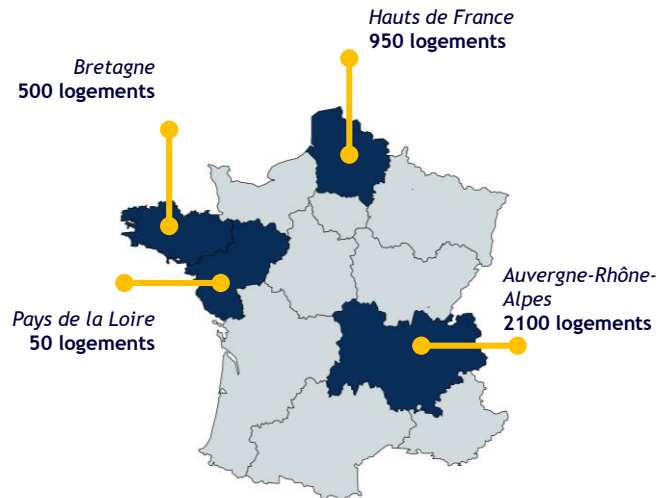 Hauts de France
950 logements
Bretagne
500 logements
Auvergne-Rhône-
Alpes
2100 logements
Pays de la Loire
50 logements